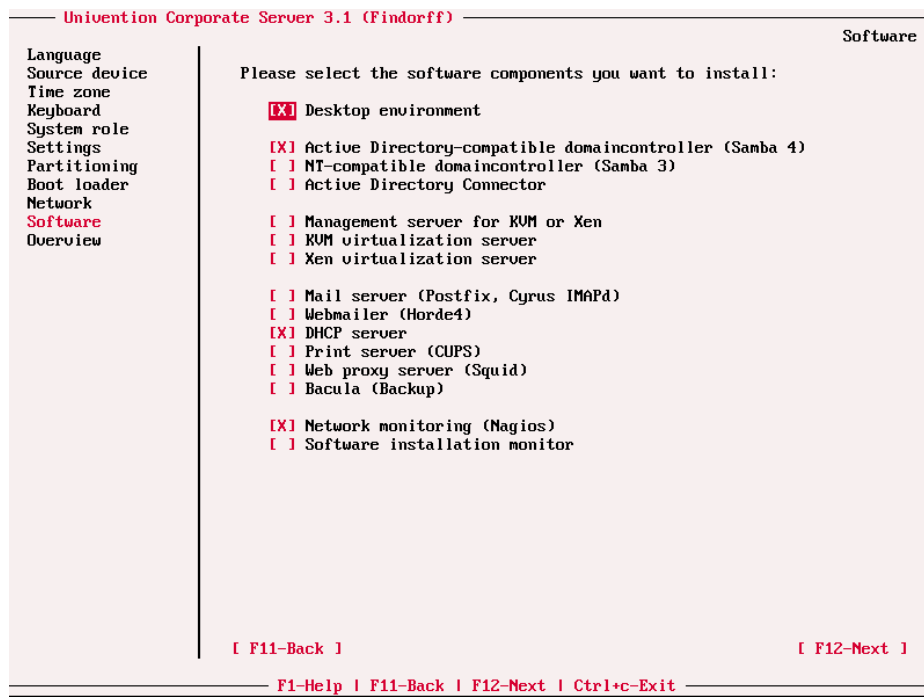 Univention Corporate Server 3.1 (Findorff)
Software
Language
Source device
Time zone
Keyboard
System role
Settings
Partitioning
Boot loader
Network
Software
Overview
Please select the software components you want to install:
[X] Desktop environment
[X] Active Directory-compatible domaincontroller (Samba 4)
[ ] NT-compatible domaincontroller (Samba 3)
[ ] Active Directory Connector
[ ] Management server for KVM or Xen
[ ] KVM virtualization server
[ ] Xen virtualization server
[ ] Mail server (Postfix, Cyrus IMAPd)
[ ] Webmailer (Horde4)
[X] DHCP server
[ ] Print server (CUPS)
[ ] Web proxy server (Squid)
[ ] Bacula (Backup)
[X] Network monitoring (Nagios)
[ ] Software installation monitor
[ F11-Back ]
[ F12-Next ]
F1-Help | F11-Back | F12-Next | Ctrl+c-Exit